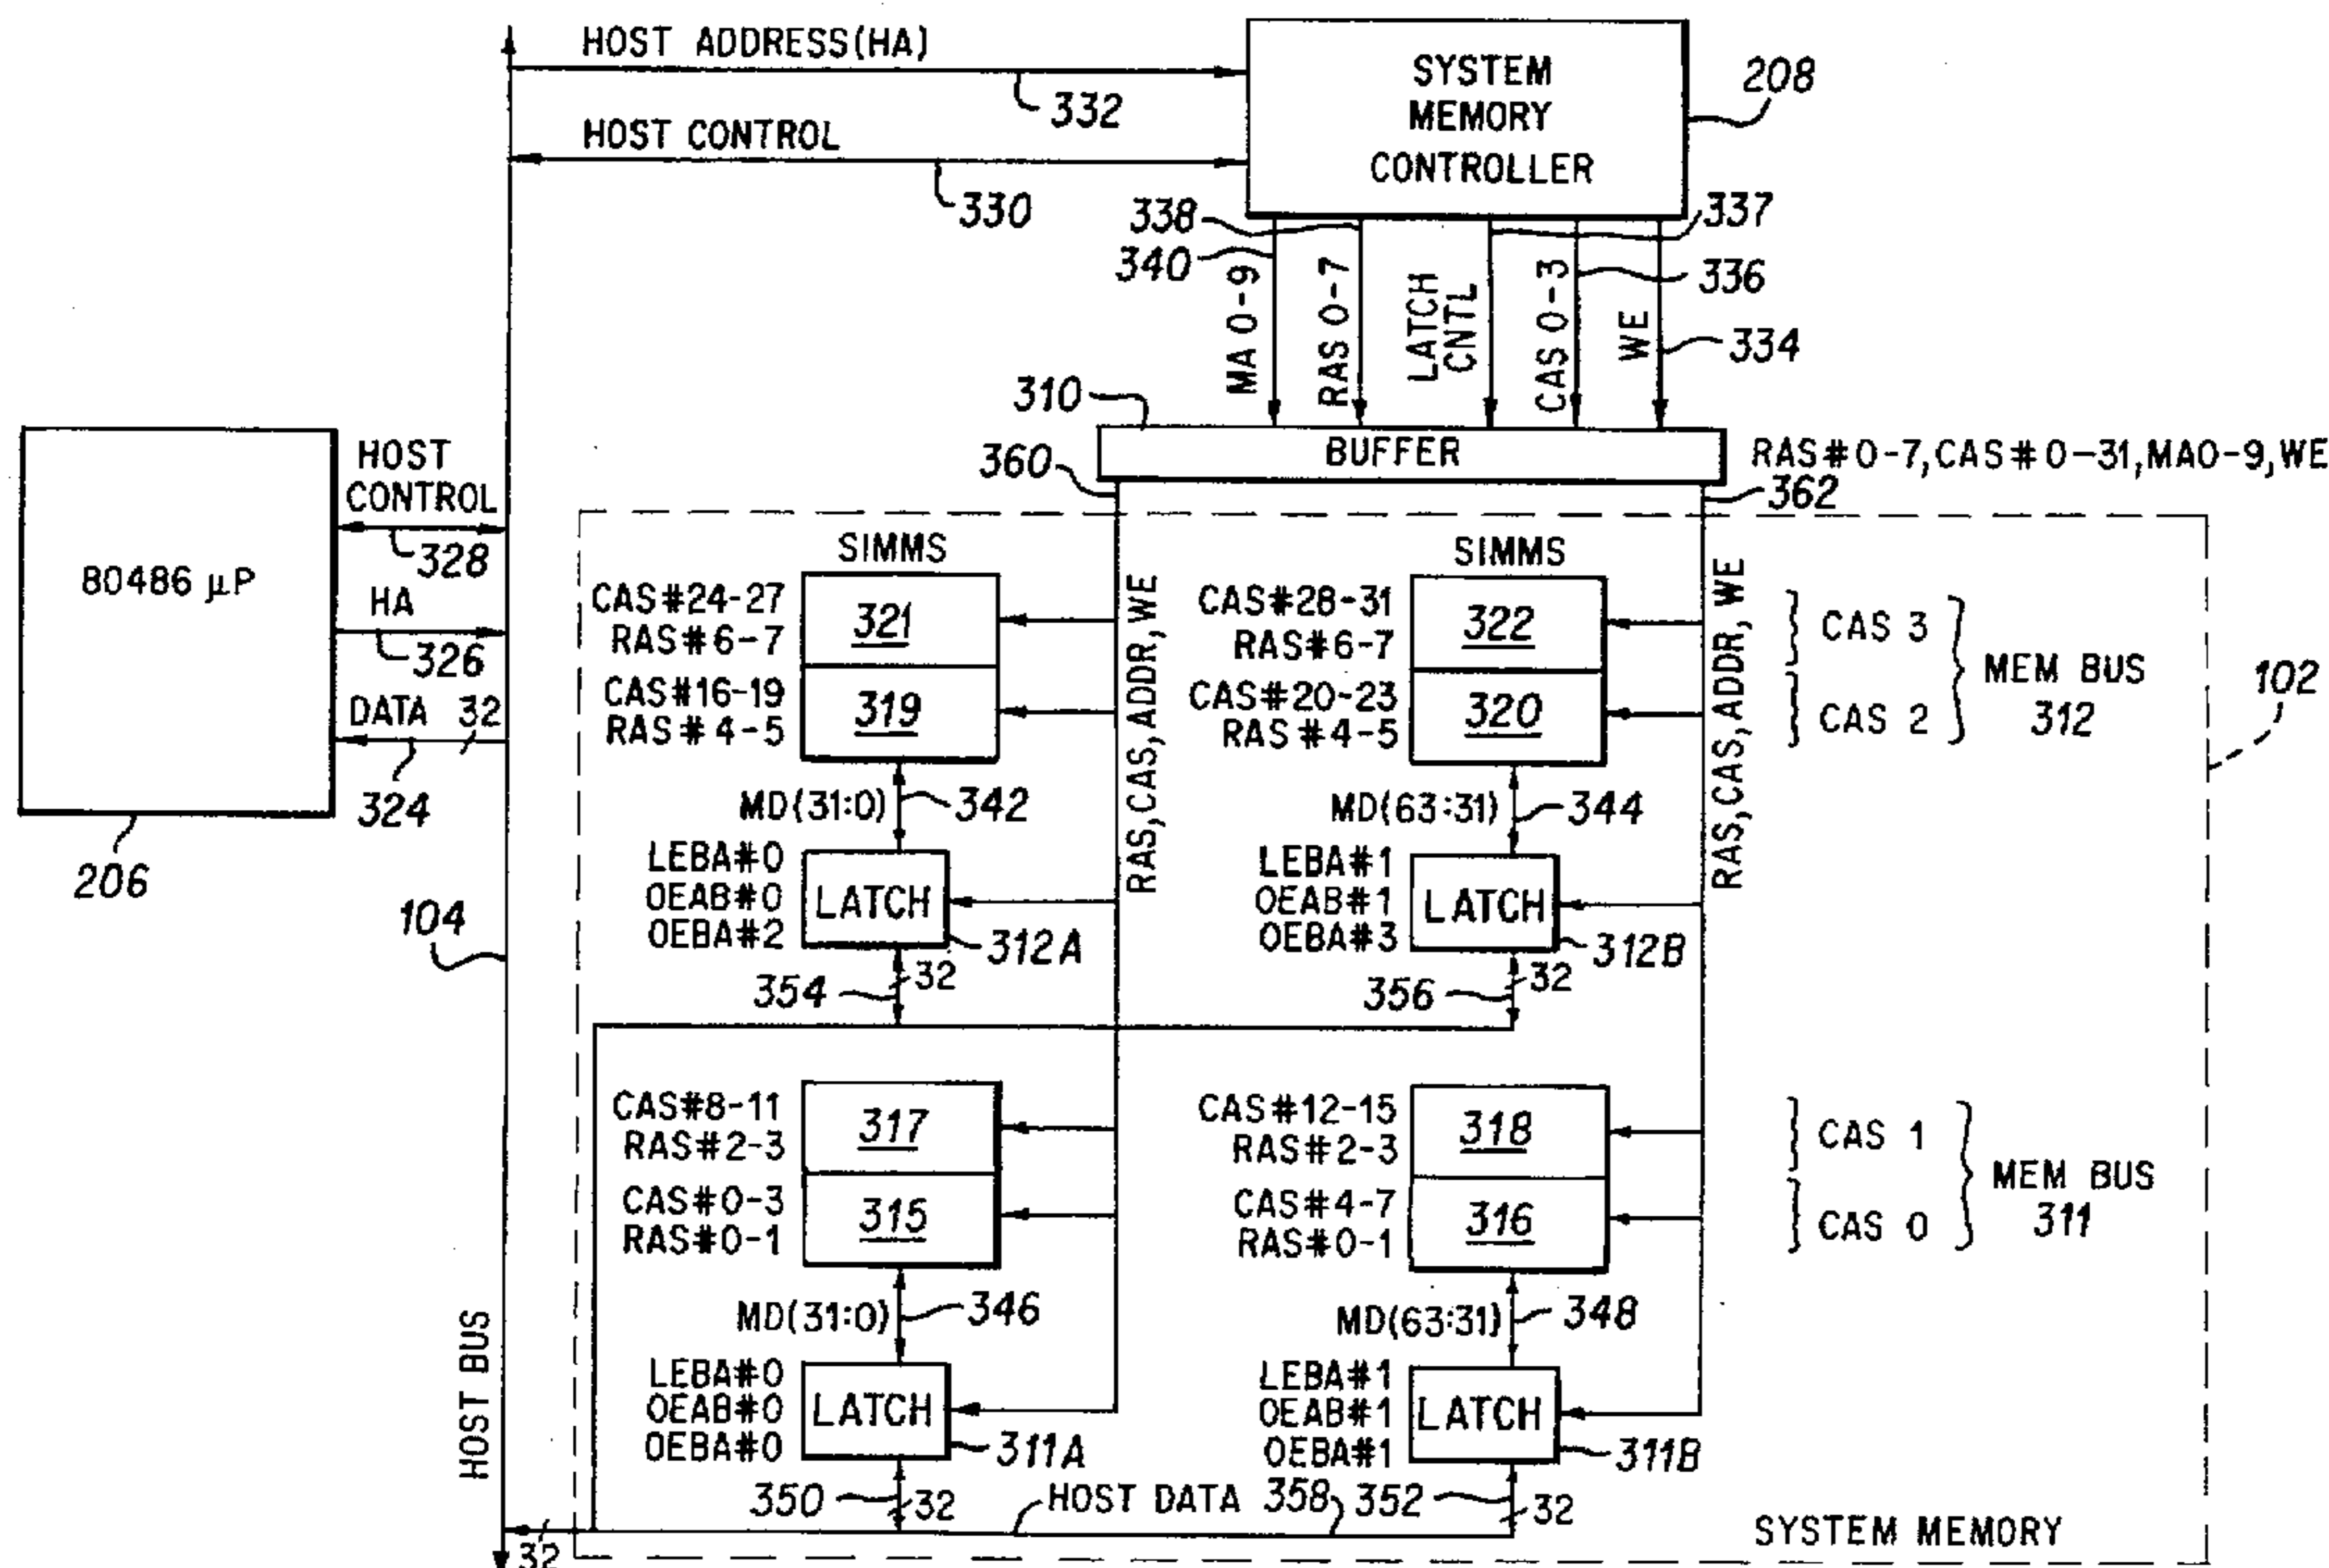 HOST ADDRESS(HA)
332
HOST CONTROL
330
SYSTEM
MEMORY
CONTROLLER
208
338
340
337
336
334
MA 0-9
RAS 0-7
LATCH
CNTL
CAS 0-3
WE
310
BUFFER
RAS#0-7,CAS#0-31,MA0-9,WE
360
362
80486 µP
206
HOST
CONTROL
328
HA
326
DATA 32
324
104
HOST BUS
SIMMS
CAS#24-27
RAS#6-7
321
CAS#16-19
RAS#4-5
319
MD(31:0)
342
LEBA#0
OEAB#0
OEBA#2
LATCH
312A
354
32
RAS,CAS,ADDR,WE
SIMMS
CAS#28-31
RAS#6-7
322
CAS#20-23
RAS#4-5
320
MD(63:31)
344
LEBA#1
OEAB#1
OEBA#3
LATCH
312B
356
32
RAS,CAS,ADDR,WE
CAS 3
CAS 2
MEM BUS
312
102
CAS#8-11
RAS#2-3
317
CAS#0-3
RAS#0-1
315
MD(31:0)
346
LEBA#0
OEAB#0
OEBA#0
LATCH
311A
350
32
CAS#12-15
RAS#2-3
318
CAS#4-7
RAS#0-1
316
MD(63:31)
348
LEBA#1
OEAB#1
OEBA#1
LATCH
311B
352
32
CAS 1
CAS 0
MEM BUS
311
HOST DATA 358
32
SYSTEM MEMORY